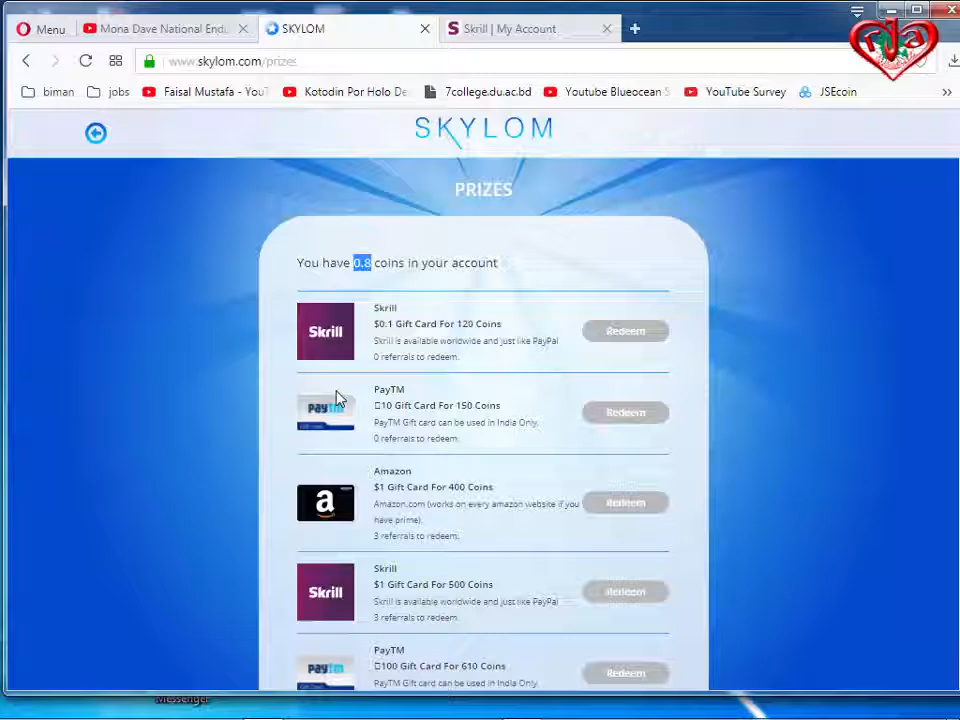 Menu
Mona Dave National End
SKYLOM
Skrill | My Account
www.skylom.com/prizes
biman
jobs
Faisal Mustafa - You
Kotodin Por Holo De
7college.du.ac.bd
Youtube Blueocean S
YouTube Survey
JSEcoin
SKYLOM
PRIZES
You have 0.8 coins in your account
Skrill
Skrill
$0.1 Gift Card For 120 Coins
Skrill is available worldwide and just like PayPal
0 referrals to redeem.
Redeem
PayTM
paytm
10 Gift Card For 150 Coins
PayTM Gift card can be used in India Only.
0 referrals to redeem.
Redeem
Amazon
a
$1 Gift Card For 400 Coins
Amazon.com (works on every amazon website if you
have prime).
3 referrals to redeem.
Redeem
Skrill
Skrill
$1 Gift Card For 500 Coins
Skrill is available worldwide and just like PayPal
3 referrals to redeem.
Redeem
PayTM
paytm
100 Gift Card For 610 Coins
PayTM Gift card can be used in India Only.
Redeem
Messenger